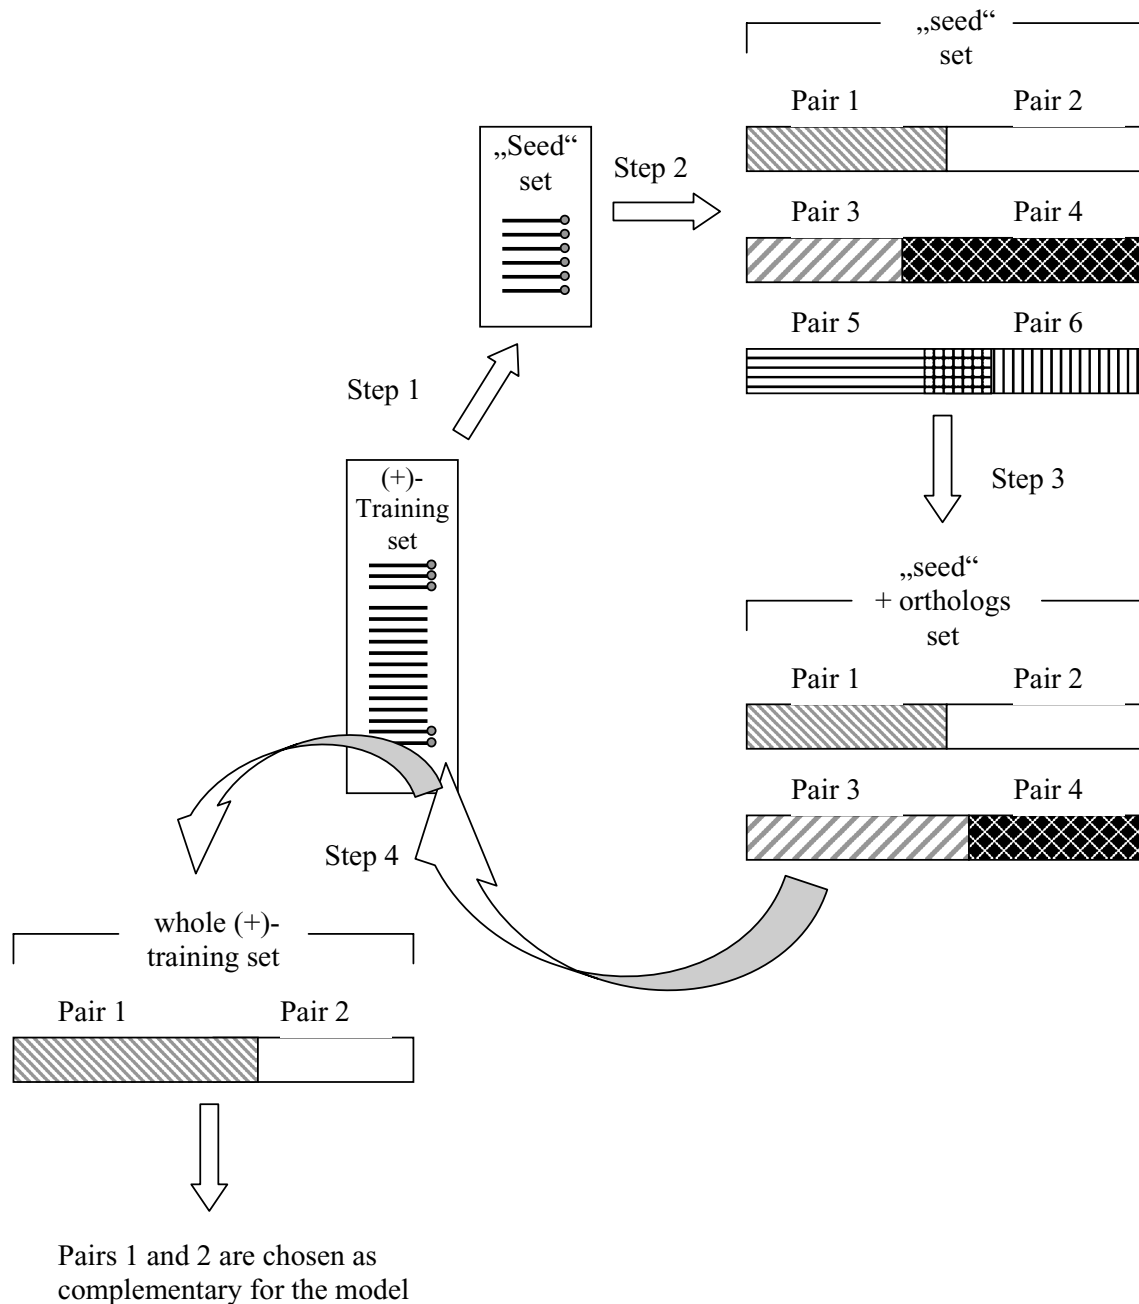 „seed“
set
Pair 1 Pair 2
„Seed“
set
Step 2
Pair 3 Pair 4
Pair 5 Pair 6
Step 1
(+)-
Training
set
Step 3
„seed“
+ orthologs
set
Pair 1 Pair 2
Pair 3 Pair 4
Step 4
whole (+)-
training set
Pair 1 Pair 2
Pairs 1 and 2 are chosen as
complementary for the model